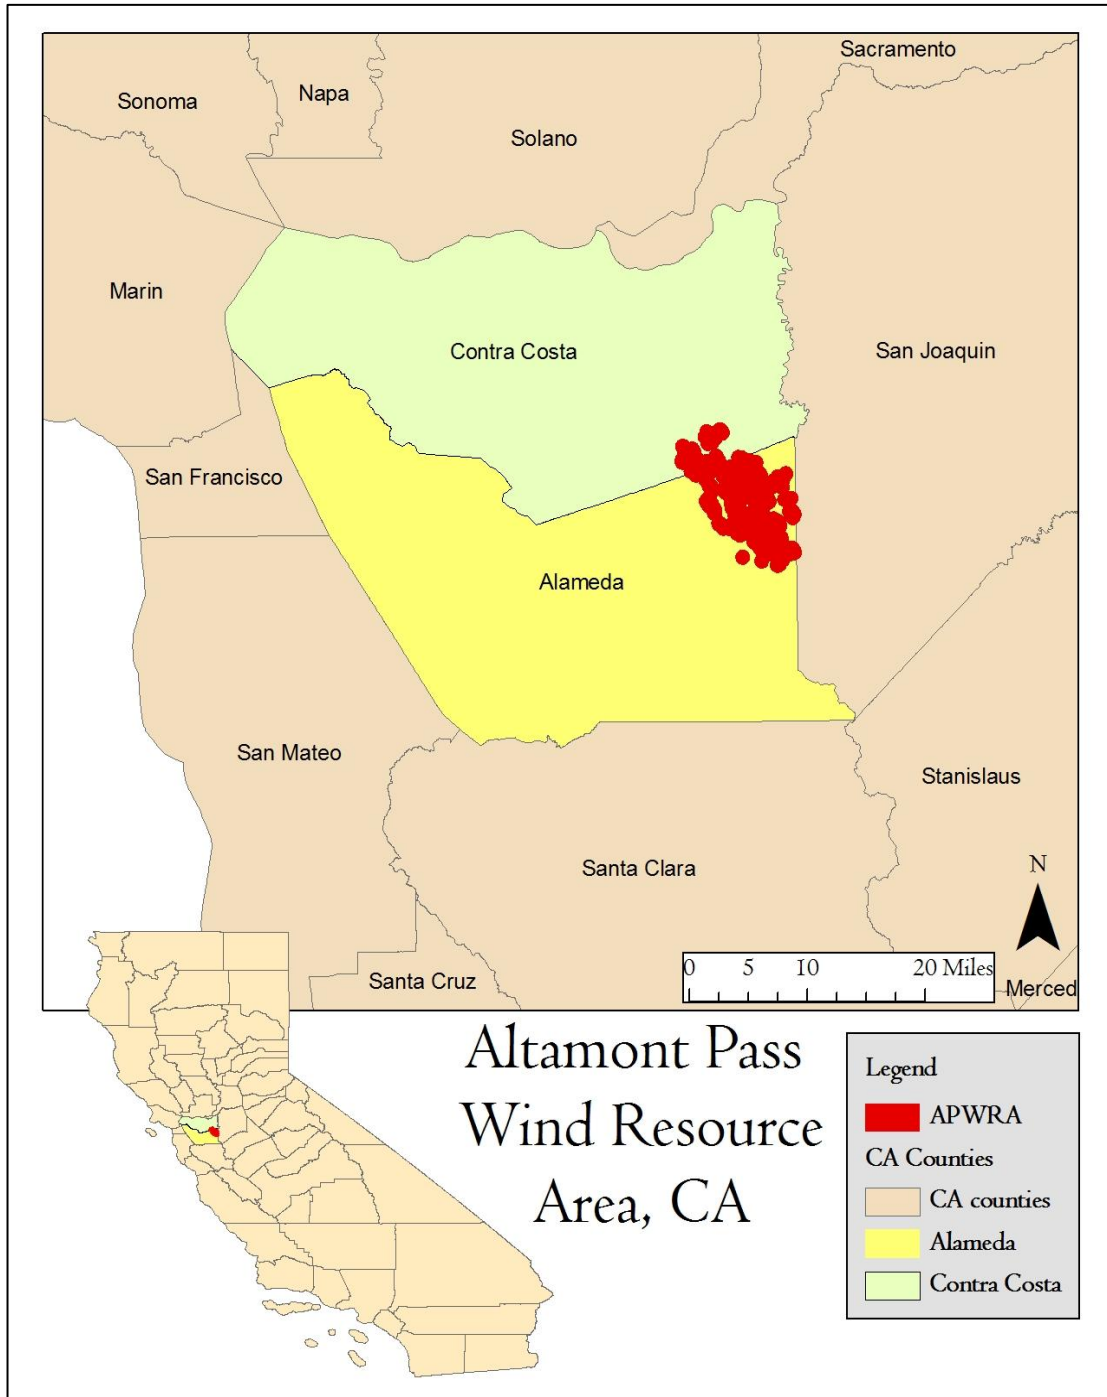 Sacramento
Napa
Sonoma
Solano
Marin
Contra Costa
San Joaquin
San Francisco
Alameda
San Mateo
Stanislaus
Santa Clara
N
0 5 10 20 Miles
Santa Cruz
Merced
Altamont Pass
Wind Resource
Area, CA
Legend
APWRA
CA Counties
CA counties
Alameda
Contra Costa